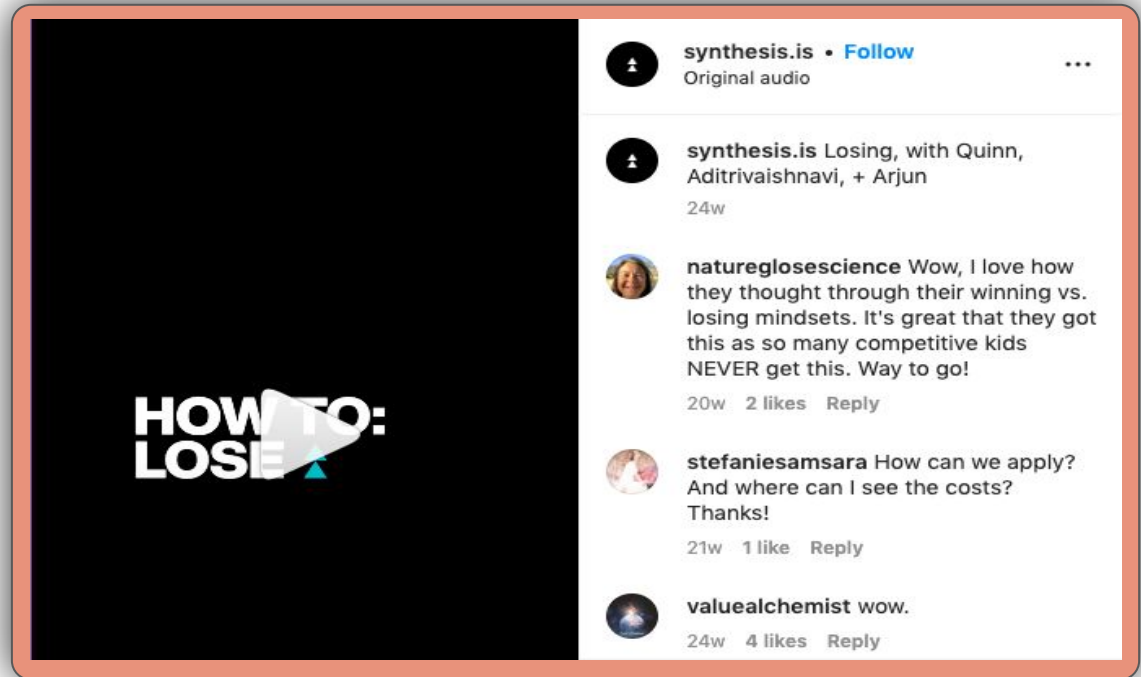 HOW TO:
LOSE
synthesis.is • Follow
Original audio
synthesis.is Losing, with Quinn,
Aditrivaishnavi, + Arjun
24w
natureglosescience Wow, I love how
they thought through their winning vs.
losing mindsets. It's great that they got
this as so many competitive kids
NEVER get this. Way to go!
20w 2 likes Reply
stefaniesamsara How can we apply?
And where can I see the costs?
Thanks!
21w 1 like Reply
valuealchemist wow.
24w 4 likes Reply